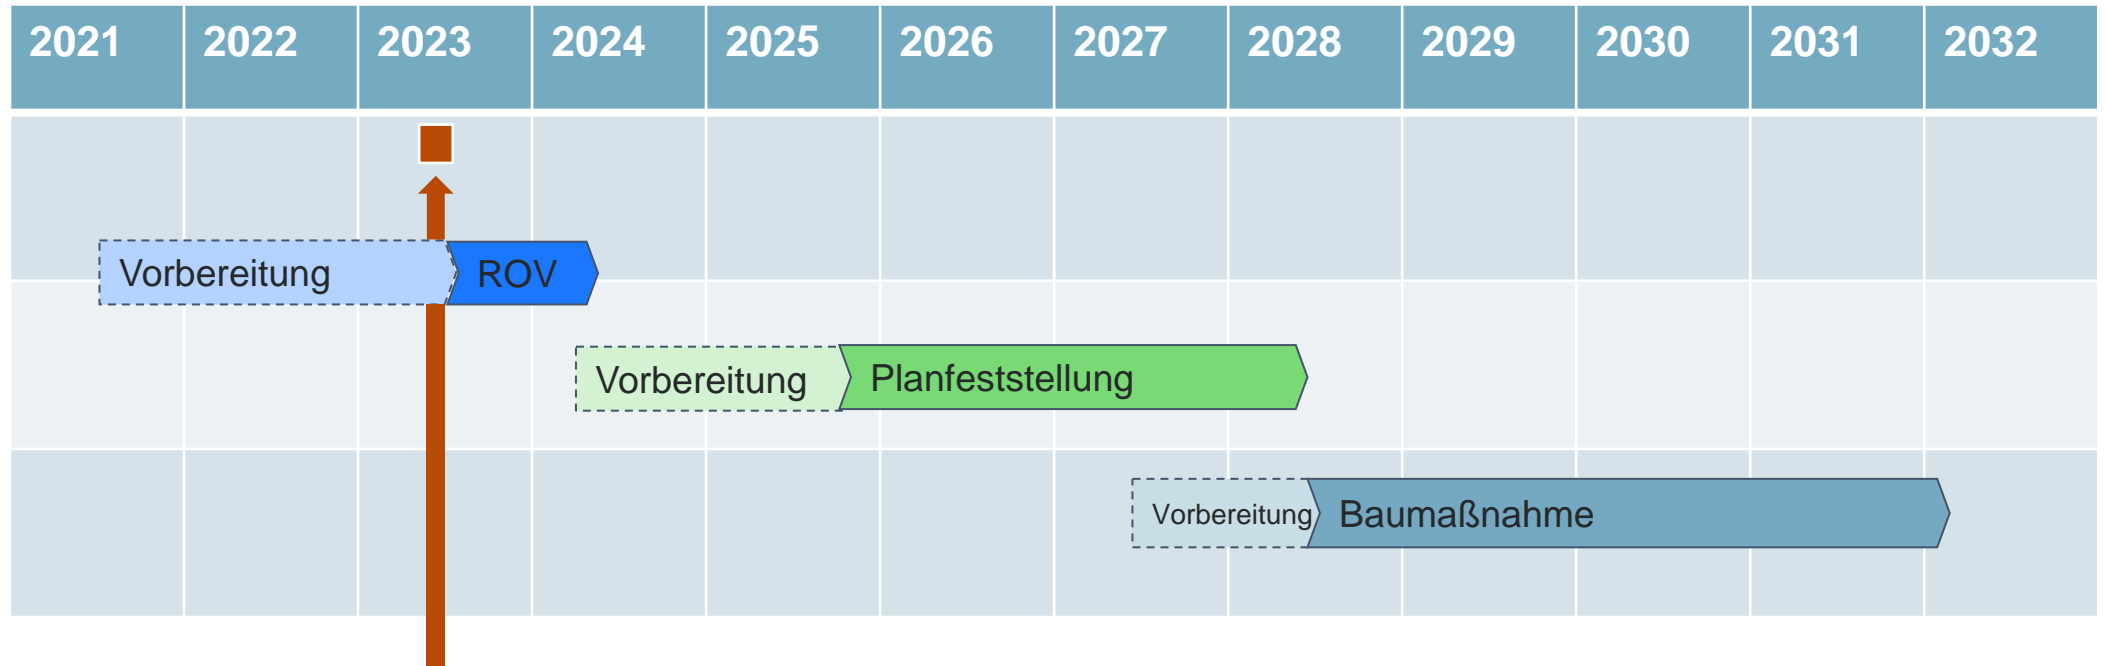 2021 2022 2023 2024 2025 2026 2027 2028 2029 2030 2031 2032
Vorbereitung ROV
Vorbereitung Planfeststellung
Vorbereitung Baumaßnahme